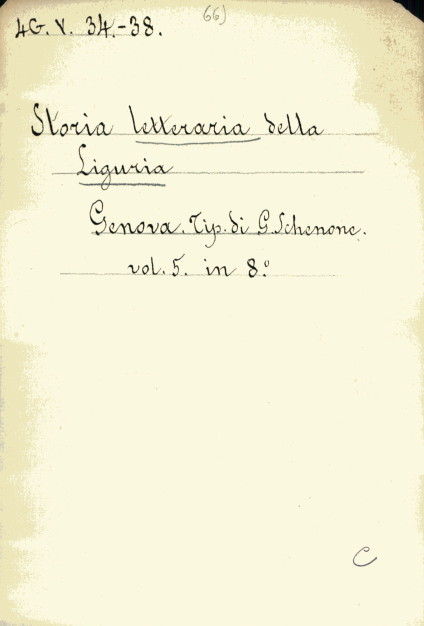 66)
4G. V. 34.-38.
Storia letteraria della
Liguria
Genova. Tip. di G. Schenone.
vol. 5. in 8.º
C